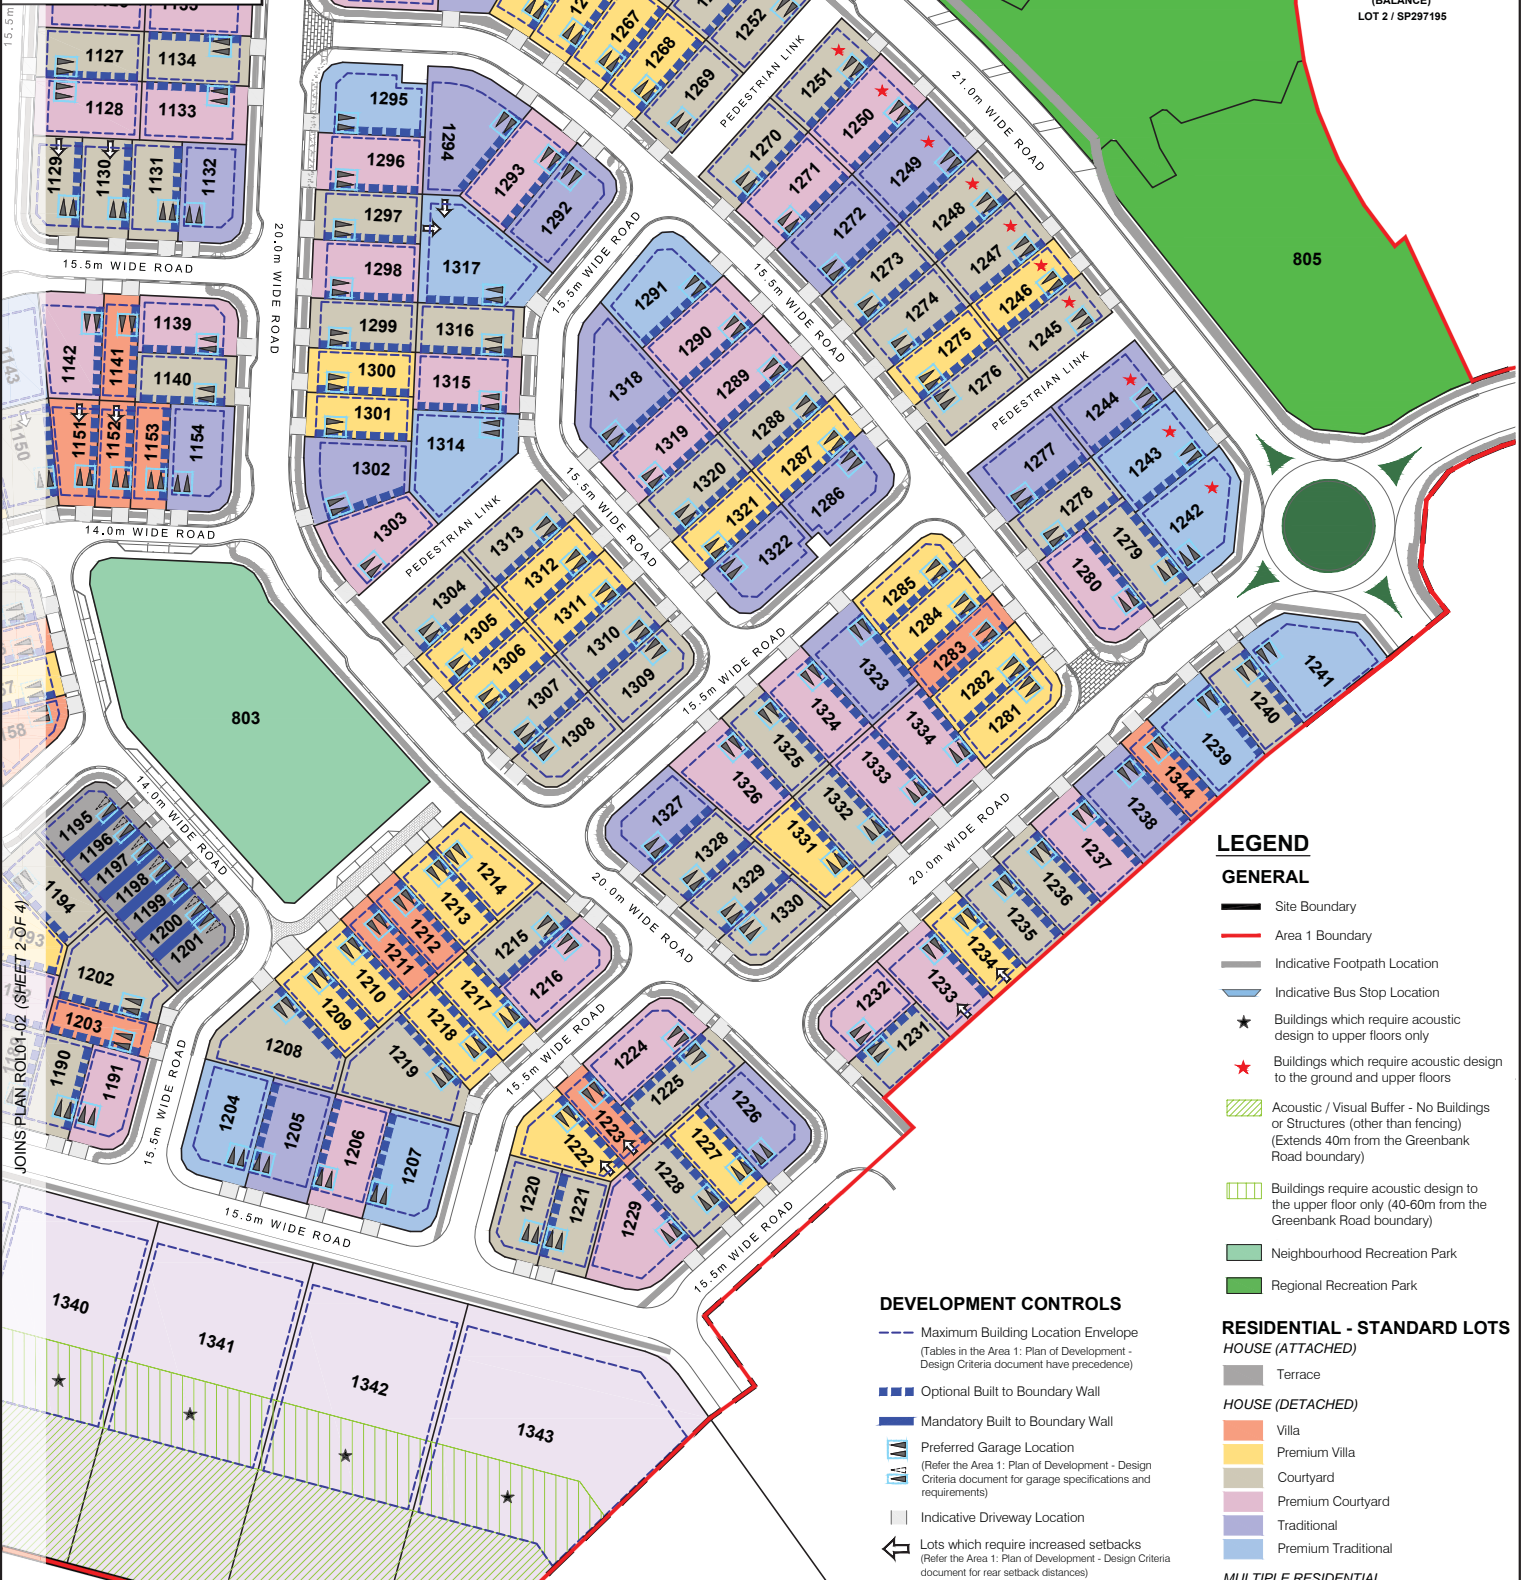 (BALANCE)
LOT 2 / SP297195
1133
1127
1134
1128
1133
1129
1130
1131
1132
15.5m WIDE ROAD
20.0m WIDE ROAD
1142
1141
1139
1140
1143
1150
1151
1152
1153
1154
14.0m WIDE ROAD
1267
1268
1269
1252
PEDESTRIAN LINK
21.0m WIDE ROAD
1295
1294
1296
1293
1292
1297
1298
1317
1299
1316
1300
1315
1301
1314
1302
1303
PEDESTRIAN LINK
15.5m WIDE ROAD
1251
1250
1270
1271
1249
1272
1248
1273
1247
1274
1246
1275
1245
1276
15.5m WIDE ROAD
PEDESTRIAN LINK
805
1291
1290
1318
1289
1319
1288
1320
1287
1321
1286
1322
15.5m WIDE ROAD
1244
1277
1243
1278
1242
1279
1280
1313
1304
1312
1305
1311
1306
1310
1307
1309
1308
15.5m WIDE ROAD
1285
1284
1283
1282
1281
1323
1324
1334
1325
1333
1326
1332
1327
1331
1328
1329
1330
20.0m WIDE ROAD
20.0m WIDE ROAD
1241
1240
1239
1344
1238
1237
1236
1235
1234
1233
1232
1231
803
158
14.0m WIDE ROAD
1195
1196
1197
1198
1199
1200
1201
1194
1202
1203
1190
1191
JOINS PLAN ROL01-02 (SHEET 2 OF 4)
15.5m WIDE ROAD
1214
1213
1212
1211
1215
1216
1210
1209
1217
1218
1208
1219
1204
1205
1206
1207
15.5m WIDE ROAD
15.5m WIDE ROAD
1224
1225
1226
1223
1222
1227
1228
1220
1221
1229
15.5m WIDE ROAD
1340
1341
1342
1343
LEGEND
GENERAL
Site Boundary
Area 1 Boundary
Indicative Footpath Location
Indicative Bus Stop Location
Buildings which require acoustic
design to upper floors only
Buildings which require acoustic design
to the ground and upper floors
Acoustic / Visual Buffer - No Buildings
or Structures (other than fencing)
(Extends 40m from the Greenbank
Road boundary)
Buildings require acoustic design to
the upper floor only (40-60m from the
Greenbank Road boundary)
Neighbourhood Recreation Park
Regional Recreation Park
DEVELOPMENT CONTROLS
Maximum Building Location Envelope
(Tables in the Area 1: Plan of Development -
Design Criteria document have precedence)
Optional Built to Boundary Wall
Mandatory Built to Boundary Wall
Preferred Garage Location
(Refer the Area 1: Plan of Development - Design
Criteria document for garage specifications and
requirements)
Indicative Driveway Location
Lots which require increased setbacks
(Refer the Area 1: Plan of Development - Design Criteria
document for rear setback distances)
RESIDENTIAL - STANDARD LOTS
HOUSE (ATTACHED)
Terrace
HOUSE (DETACHED)
Villa
Premium Villa
Courtyard
Premium Courtyard
Traditional
Premium Traditional
MULTIPLE RESIDENTIAL